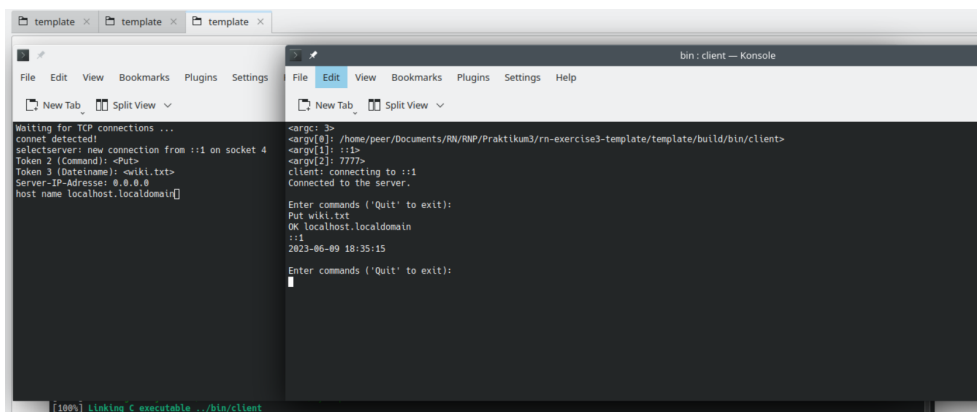 template
template
template
File Edit View Bookmarks Plugins Settings
New Tab Split View
Waiting for TCP connections ...
connet detected!
selectserver: new connection from ::1 on socket 4
Token 2 (Command): <Put>
Token 3 (Dateiname): <wiki.txt>
Server-IP-Adresse: 0.0.0.0
host name localhost.localdomain
bin : client — Konsole
File Edit View Bookmarks Plugins Settings Help
New Tab Split View
<argc: 3>
<argv[0]: /home/peer/Documents/RN/RNP/Praktikum3/rn-exercise3-template/template/build/bin/client>
<argv[1]: ::1>
<argv[2]: 7777>
client: connecting to ::1
Connected to the server.
Enter commands ('Quit' to exit):
Put wiki.txt
OK localhost.localdomain
::1
2023-06-09 18:35:15
Enter commands ('Quit' to exit):
[100%] Linking C executable ../bin/client